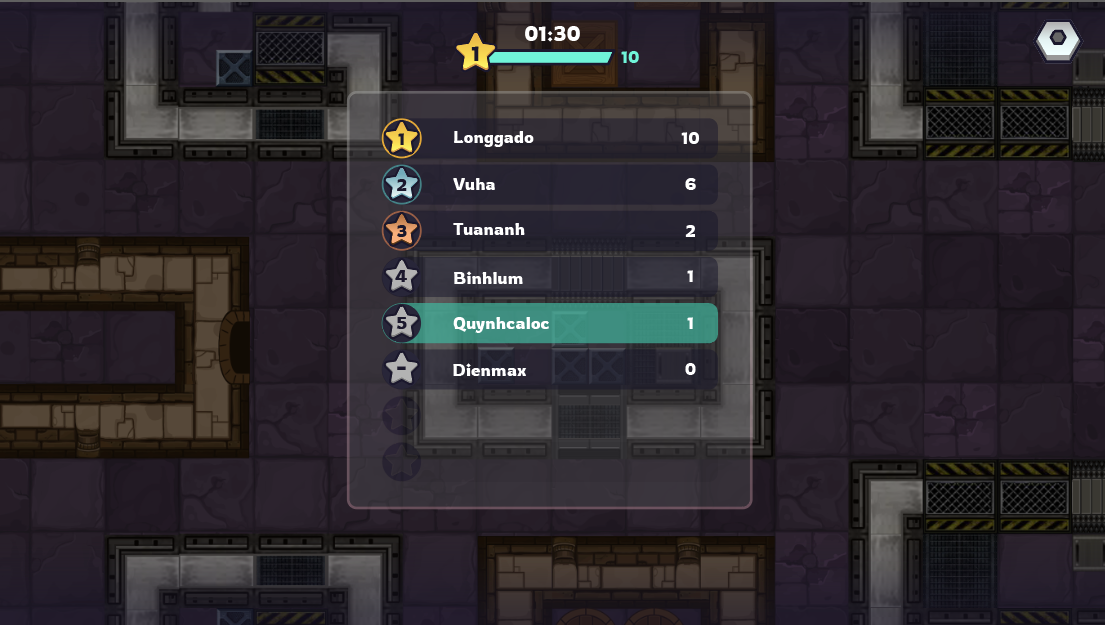 01:30
1 10
1 Longgado 10
2 Vuha 6
3 Tuananh 2
4 Binhlum 1
5 Quynhcaloc 1
- Dienmax 0